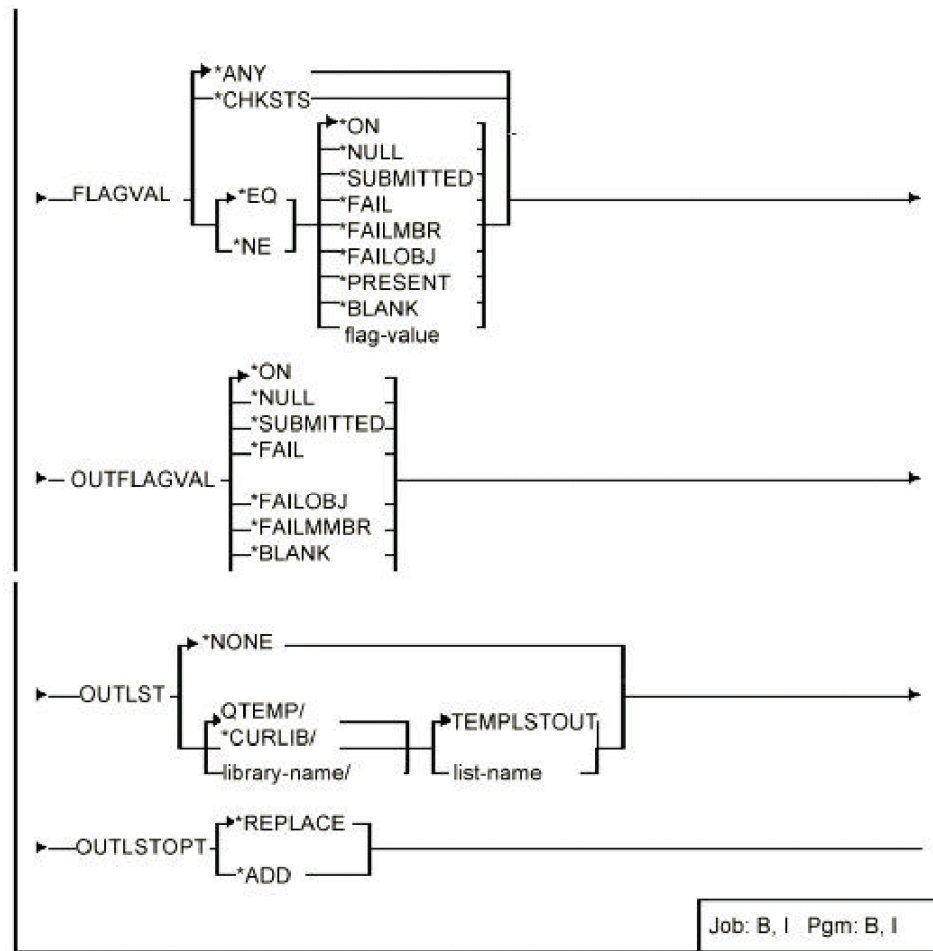 *ANY
*CHKSTS
FLAGVAL
*EQ
*NE
*ON
*NULL
*SUBMITTED
*FAIL
*FAILMBR
*FAILOBJ
*PRESENT
*BLANK
flag-value
OUTFLAGVAL
*ON
*NULL
*SUBMITTED
*FAIL
*FAILOBJ
*FAILMMBR
*BLANK
OUTLST
*NONE
QTEMP/
*CURLIB/
library-name/
TEMPLSTOUT
list-name
OUTLSTOPT
*REPLACE
*ADD
Job: B, I Pgm: B, I